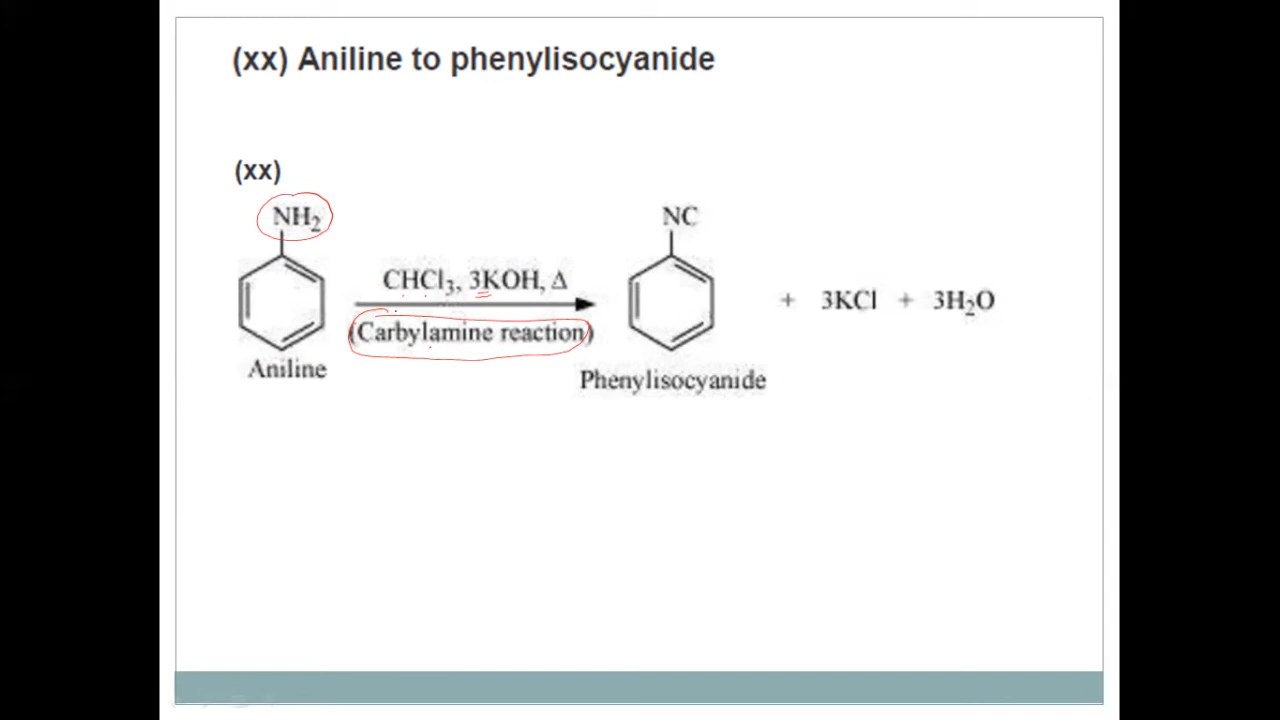 (xx) Aniline to phenylisocyanide
(xx)
NH₂
NC
CHCl₃, 3KOH, Δ
+ 3KCl + 3H₂O
(Carbylamine reaction)
Aniline
Phenylisocyanide